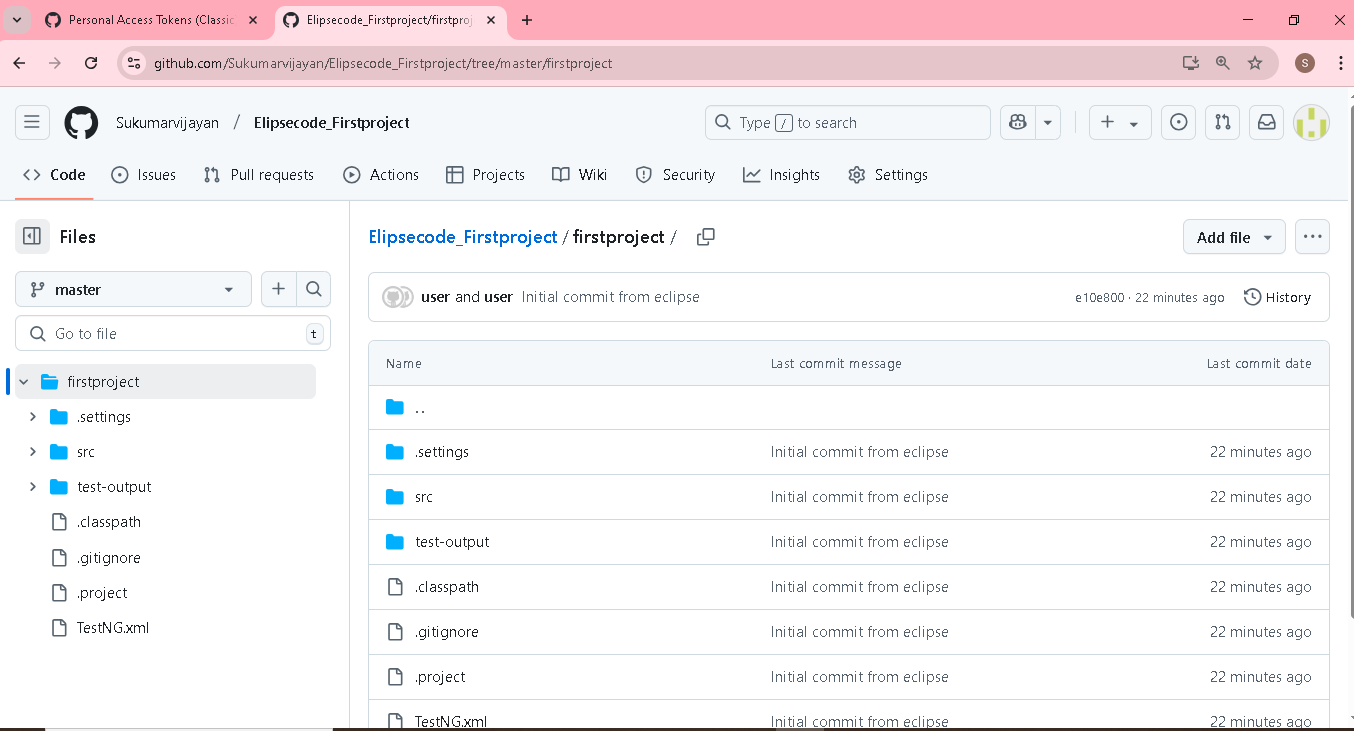 Personal Access Tokens (Classic
Elipsecode_Firstproject/firstproj
github.com/Sukumarvijayan/Elipsecode_Firstproject/tree/master/firstproject
S
Sukumarvijayan / Elipsecode_Firstproject
Type / to search
Code Issues Pull requests Actions Projects Wiki Security Insights Settings
Files
Elipsecode_Firstproject / firstproject /
Add file
master
user and user Initial commit from eclipse
e10e800 · 22 minutes ago
History
Go to file t
firstproject
.settings
src
test-output
.classpath
.gitignore
.project
TestNG.xml
Name Last commit message Last commit date
..
.settings Initial commit from eclipse 22 minutes ago
src Initial commit from eclipse 22 minutes ago
test-output Initial commit from eclipse 22 minutes ago
.classpath Initial commit from eclipse 22 minutes ago
.gitignore Initial commit from eclipse 22 minutes ago
.project Initial commit from eclipse 22 minutes ago
TestNG.xml Initial commit from eclipse 22 minutes ago